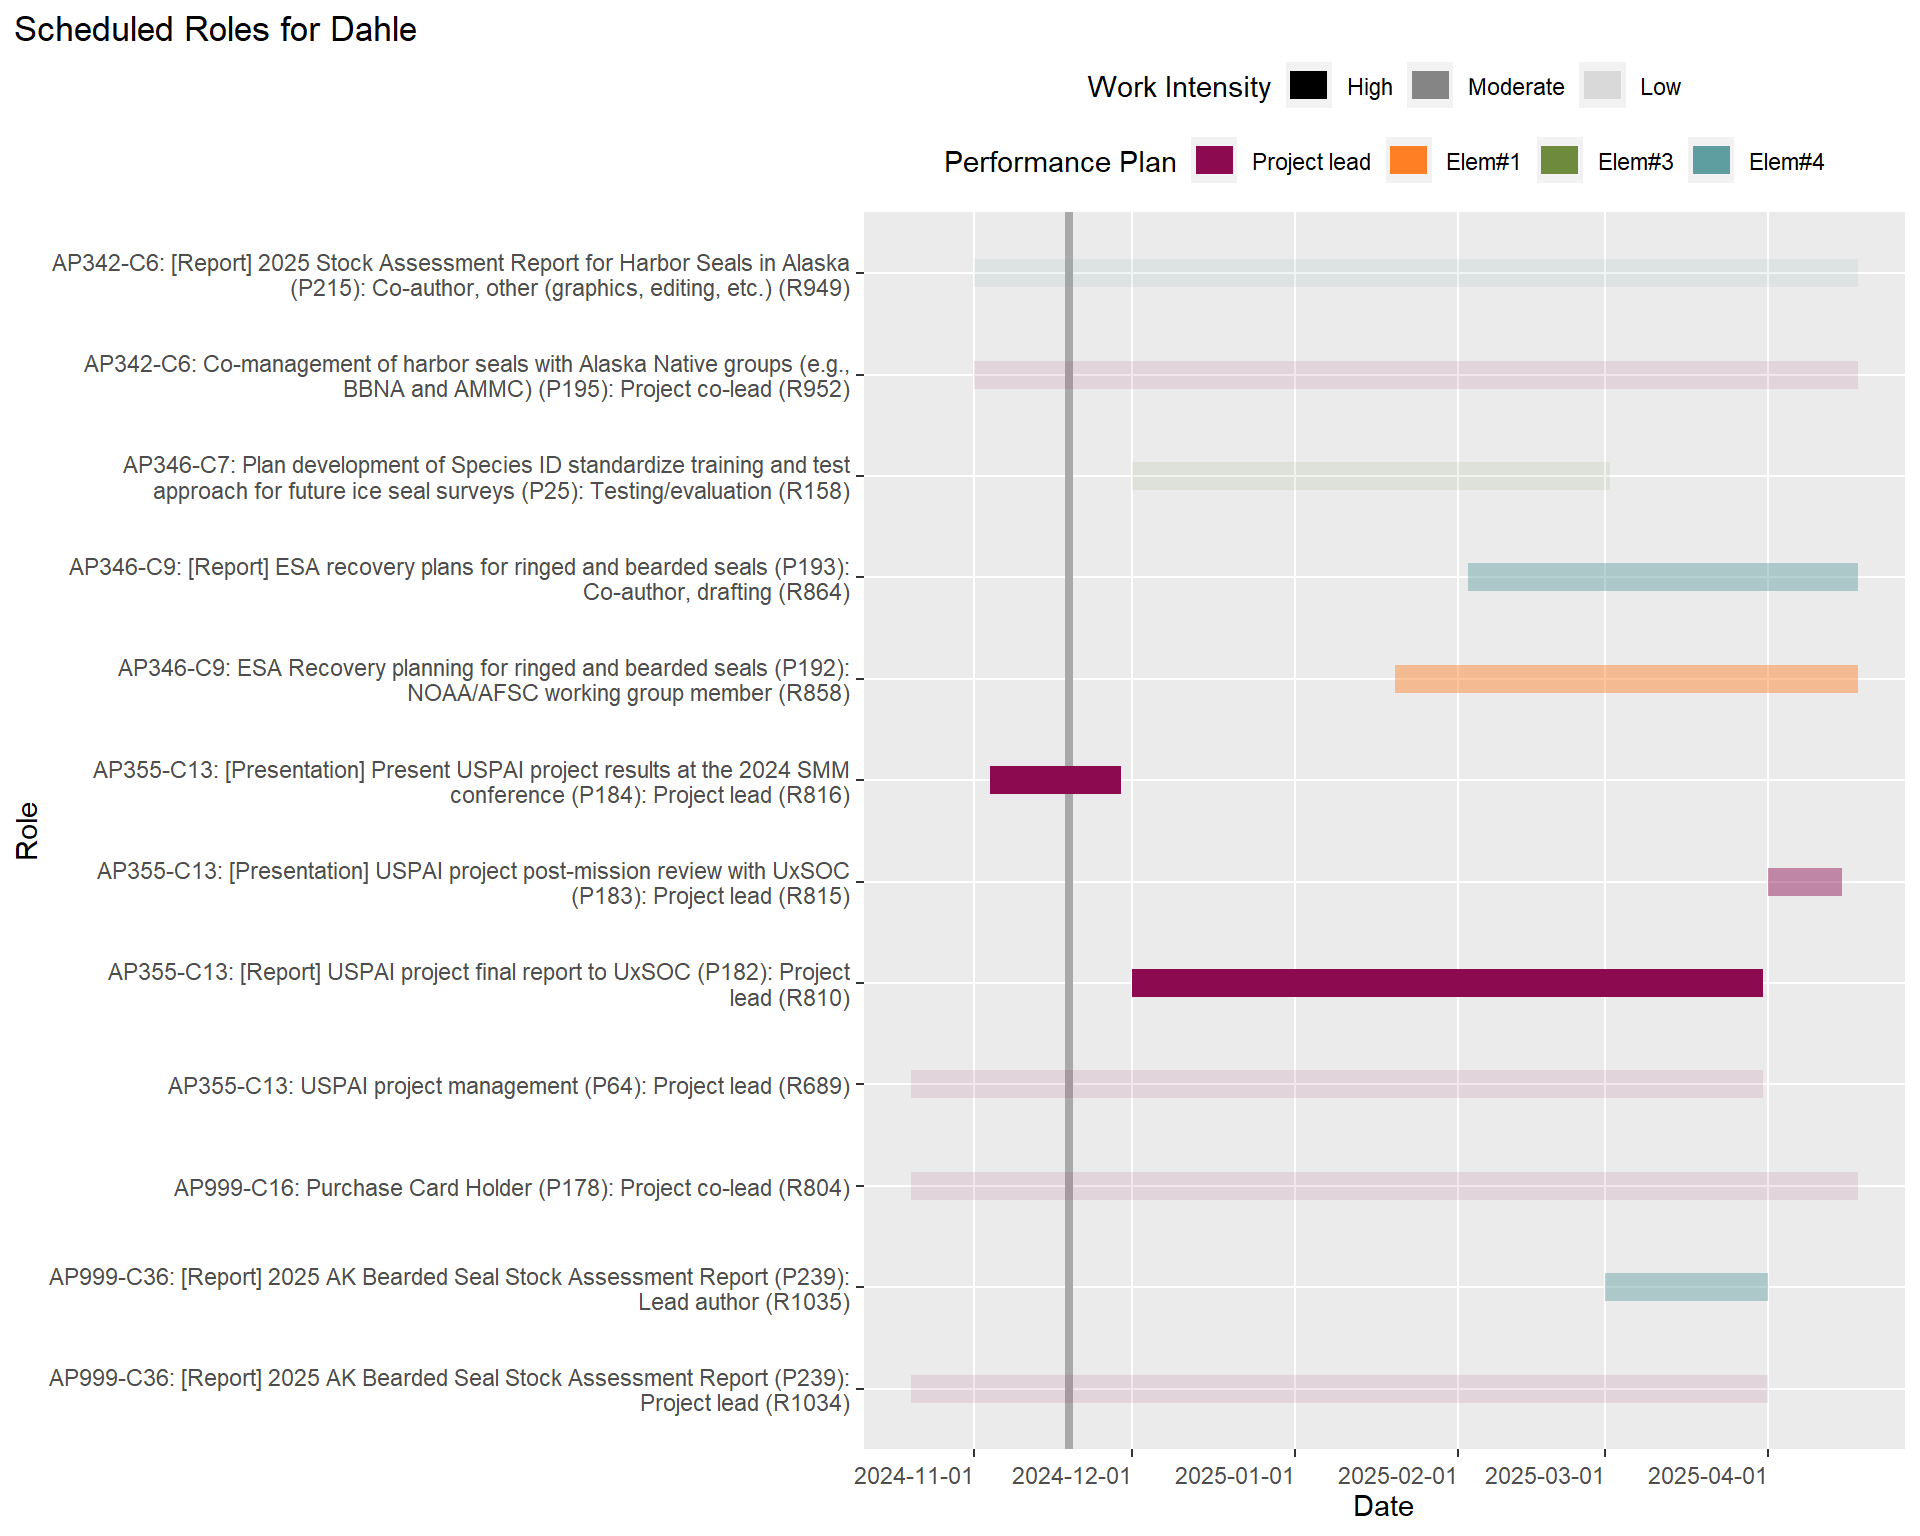 Scheduled Roles for Dahle
Work Intensity High Moderate Low
Performance Plan Project lead Elem#1 Elem#3 Elem#4
AP342-C6: [Report] 2025 Stock Assessment Report for Harbor Seals in Alaska
(P215): Co-author, other (graphics, editing, etc.) (R949)
AP342-C6: Co-management of harbor seals with Alaska Native groups (e.g.,
BBNA and AMMC) (P195): Project co-lead (R952)
AP346-C7: Plan development of Species ID standardize training and test
approach for future ice seal surveys (P25): Testing/evaluation (R158)
AP346-C9: [Report] ESA recovery plans for ringed and bearded seals (P193):
Co-author, drafting (R864)
AP346-C9: ESA Recovery planning for ringed and bearded seals (P192):
NOAA/AFSC working group member (R858)
AP355-C13: [Presentation] Present USPAI project results at the 2024 SMM
conference (P184): Project lead (R816)
AP355-C13: [Presentation] USPAI project post-mission review with UxSOC
(P183): Project lead (R815)
AP355-C13: [Report] USPAI project final report to UxSOC (P182): Project
lead (R810)
AP355-C13: USPAI project management (P64): Project lead (R689)
AP999-C16: Purchase Card Holder (P178): Project co-lead (R804)
AP999-C36: [Report] 2025 AK Bearded Seal Stock Assessment Report (P239):
Lead author (R1035)
AP999-C36: [Report] 2025 AK Bearded Seal Stock Assessment Report (P239):
Project lead (R1034)
Role
2024-11-01 2024-12-01 2025-01-01 2025-02-01 2025-03-01 2025-04-01
Date